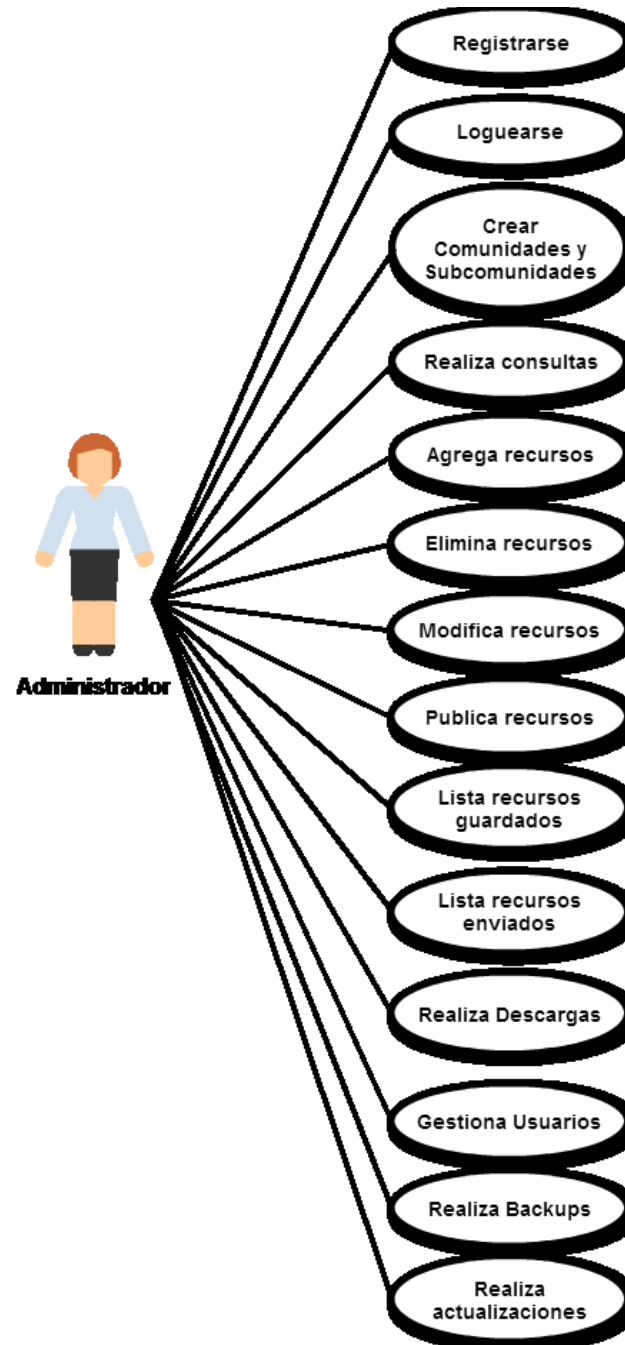 Registrarse
Loguearse
Crear
Comunidades y
Subcomunidades
Realiza consultas
Agrega recursos
Elimina recursos
Modifica recursos
Administrador
Publica recursos
Lista recursos
guardados
Lista recursos
enviados
Realiza Descargas
Gestiona Usuarios
Realiza Backups
Realiza
actualizaciones